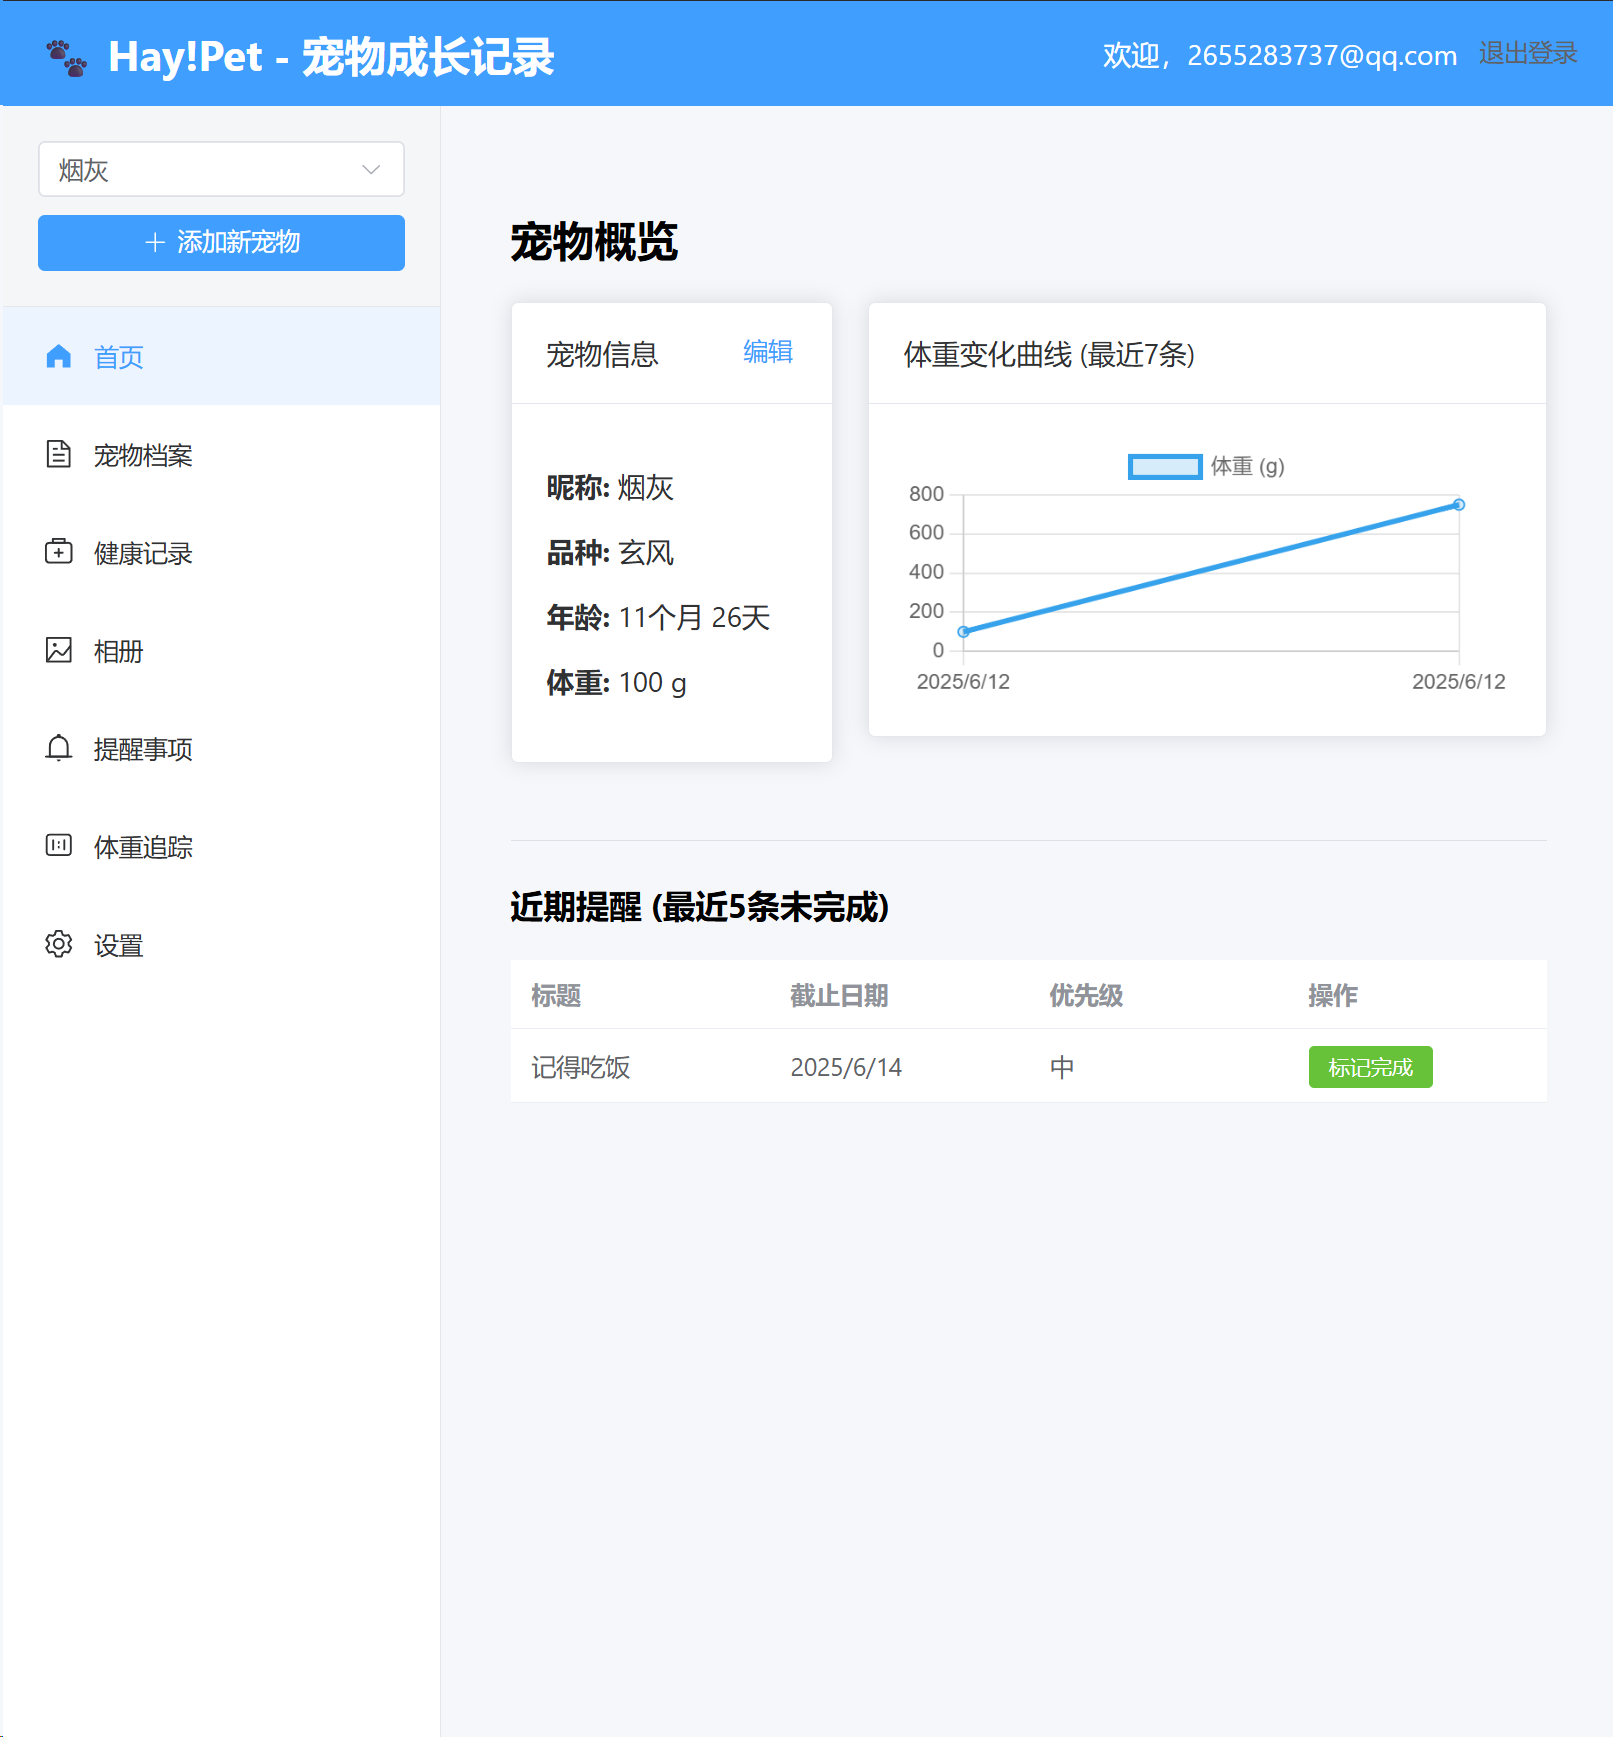 Hay!Pet - 宠物成长记录
欢迎，2655283737@qq.com 退出登录
烟灰
添加新宠物
首页
宠物档案
健康记录
相册
提醒事项
体重追踪
设置
宠物概览
宠物信息 编辑
昵称: 烟灰
品种: 玄风
年龄: 11个月 26天
体重: 100 g
体重变化曲线 (最近7条)
体重 (g)
800
600
400
200
0
2025/6/12 2025/6/12
近期提醒 (最近5条未完成)
标题 截止日期 优先级 操作
记得吃饭 2025/6/14 中 标记完成